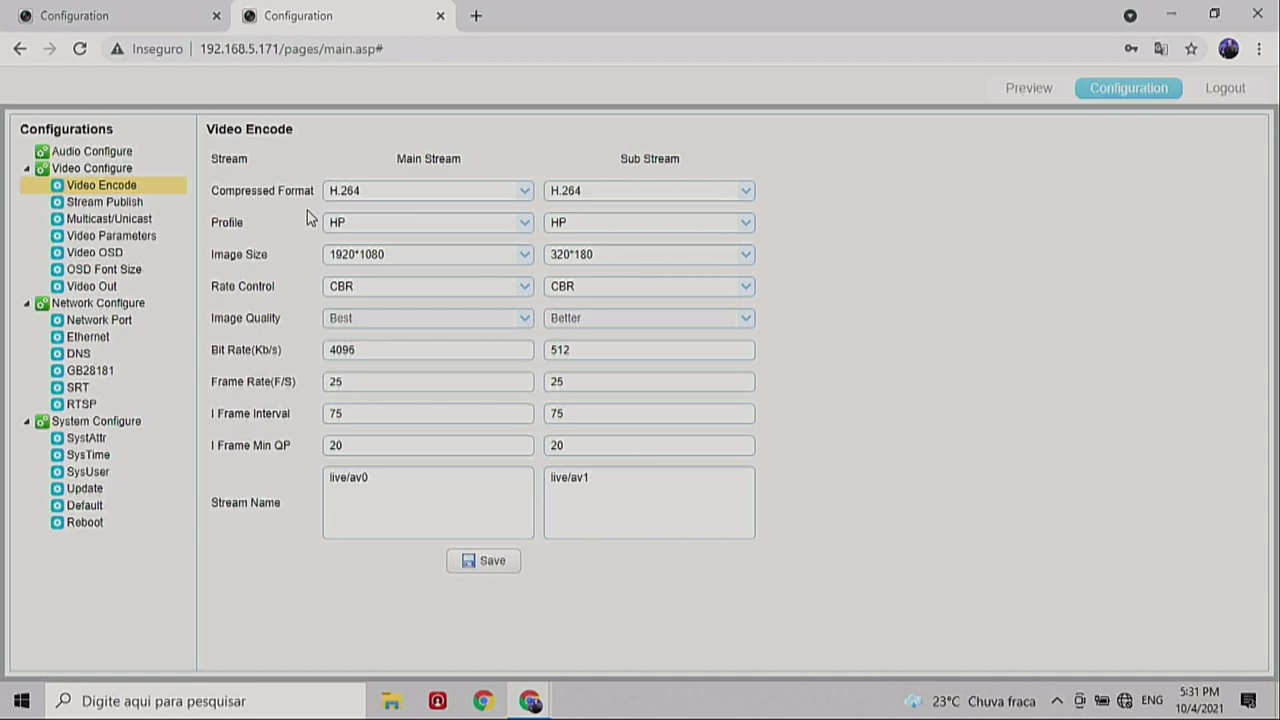 Configuration
Configuration
Inseguro
192.168.5.171/pages/main.asp#
Preview
Configuration
Logout
Configurations
Audio Configure
Video Configure
Video Encode
Stream Publish
Multicast/Unicast
Video Parameters
Video OSD
OSD Font Size
Video Out
Network Configure
Network Port
Ethernet
DNS
GB28181
SRT
RTSP
System Configure
SystAttr
SysTime
SysUser
Update
Default
Reboot
Video Encode
Stream Main Stream Sub Stream
Compressed Format H.264 H.264
Profile HP HP
Image Size 1920*1080 320*180
Rate Control CBR CBR
Image Quality Best Better
Bit Rate(Kb/s) 4096 512
Frame Rate(F/S) 25 25
I Frame Interval 75 75
I Frame Min QP 20 20
Stream Name live/av0 live/av1
Save
Digite aqui para pesquisar
23°C Chuva fraca
ENG
5:31 PM
10/4/2021